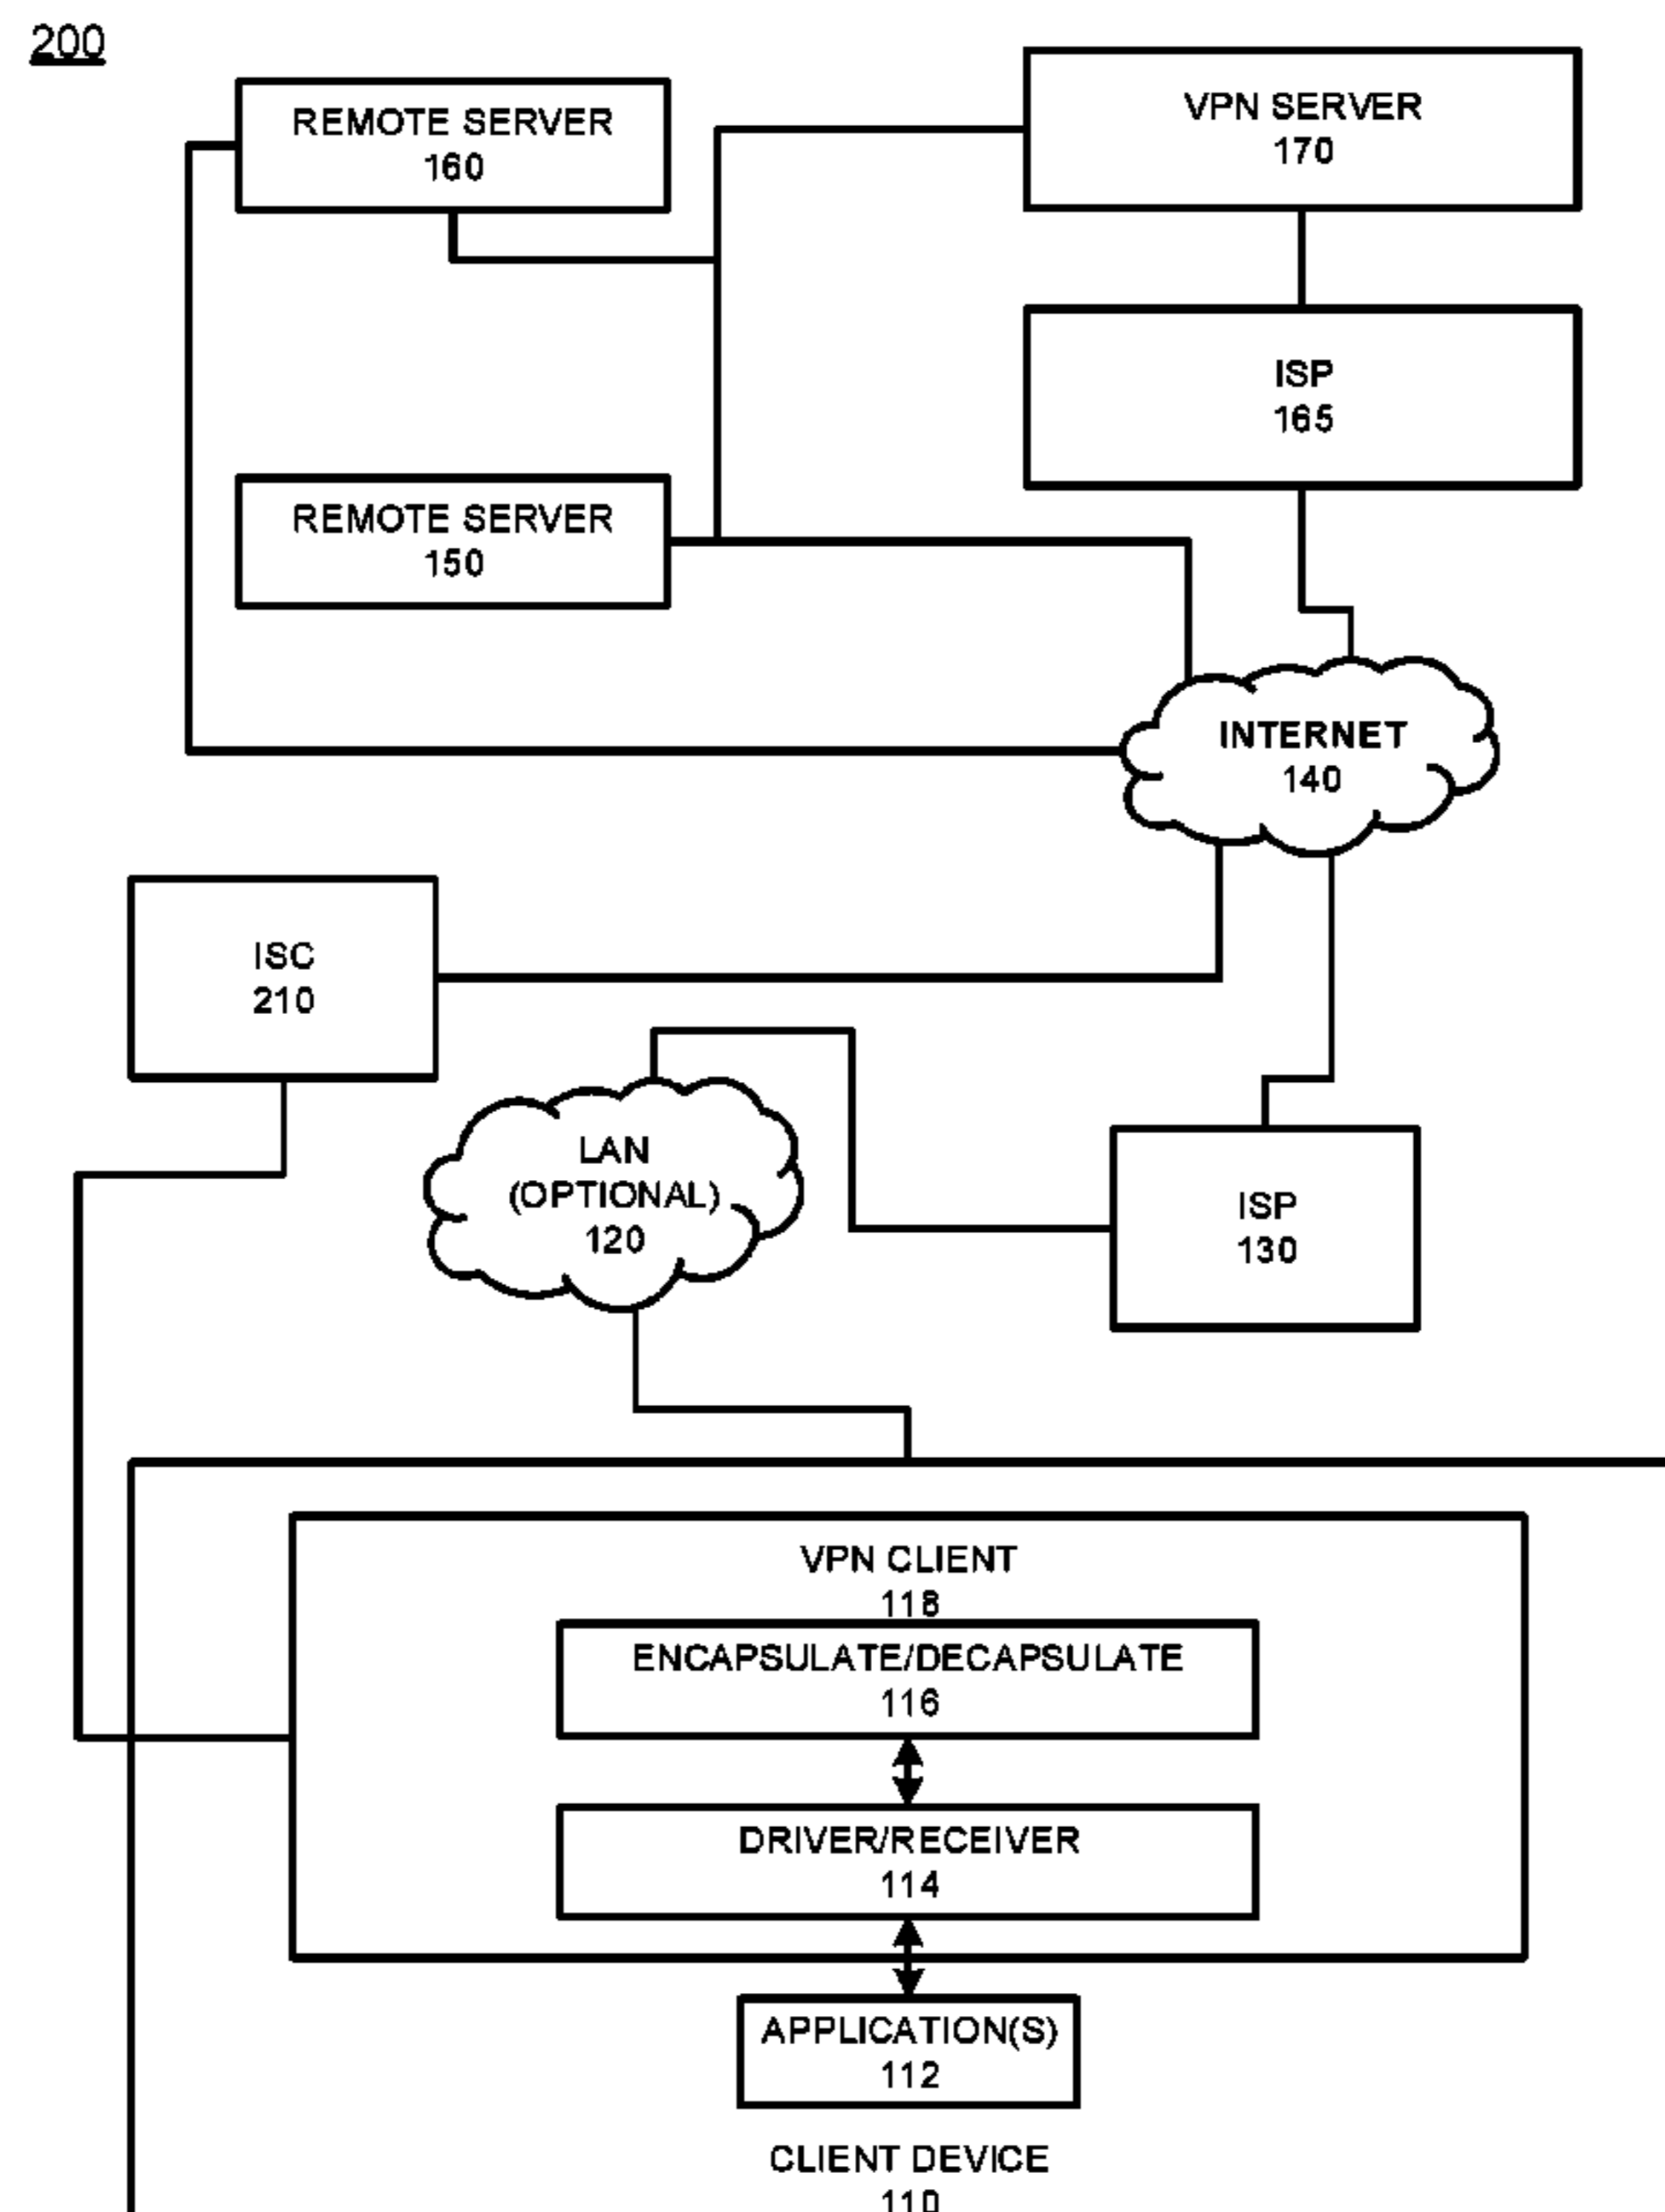 200
REMOTE SERVER
160
VPN SERVER
170
ISP
165
REMOTE SERVER
150
INTERNET
140
ISC
210
LAN
(OPTIONAL)
120
ISP
130
VPN CLIENT
118
ENCAPSULATE/DECAPSULATE
116
DRIVER/RECEIVER
114
APPLICATION(S)
112
CLIENT DEVICE
110